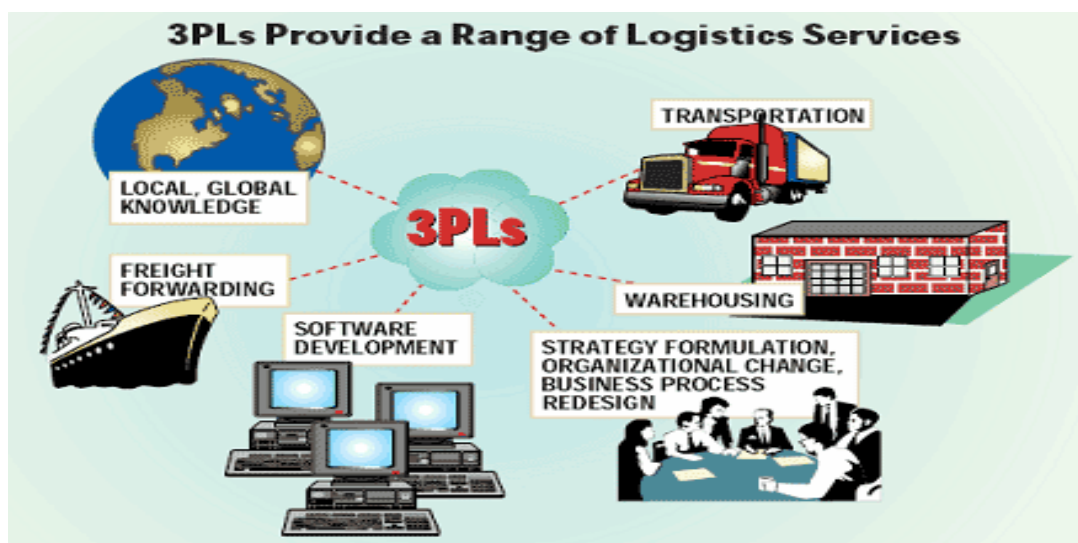 3PLs Provide a Range of Logistics Services
LOCAL, GLOBAL
KNOWLEDGE
TRANSPORTATION
3PLs
FREIGHT
FORWARDING
WAREHOUSING
SOFTWARE
DEVELOPMENT
STRATEGY FORMULATION,
ORGANIZATIONAL CHANGE,
BUSINESS PROCESS
REDESIGN